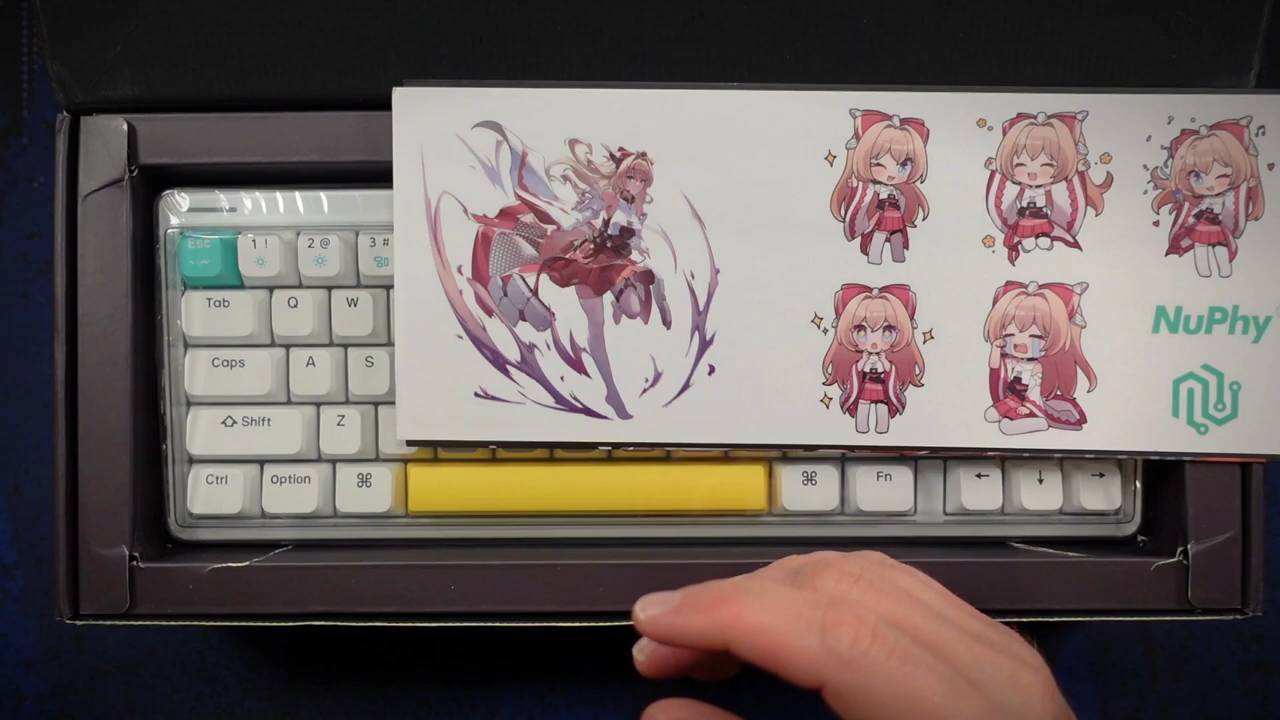 Esc 1 ! 2 @ 3 #
Tab Q W
Caps A S
Shift Z
Ctrl Option ⌘ ⌘ Fn ← ↓ →
NuPhy